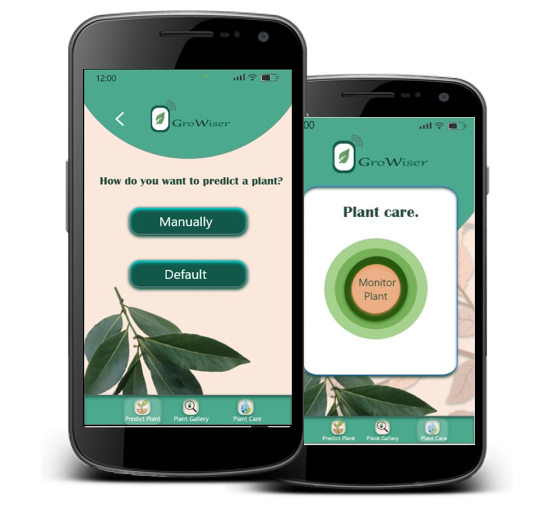 12:00
GroWiser
How do you want to predict a plant?
Manually
Default
Predict Plant
Plant Gallery
Plant Care
00
GroWiser
Plant care.
Monitor
Plant
Predict Plant
Plant Gallery
Plant Care